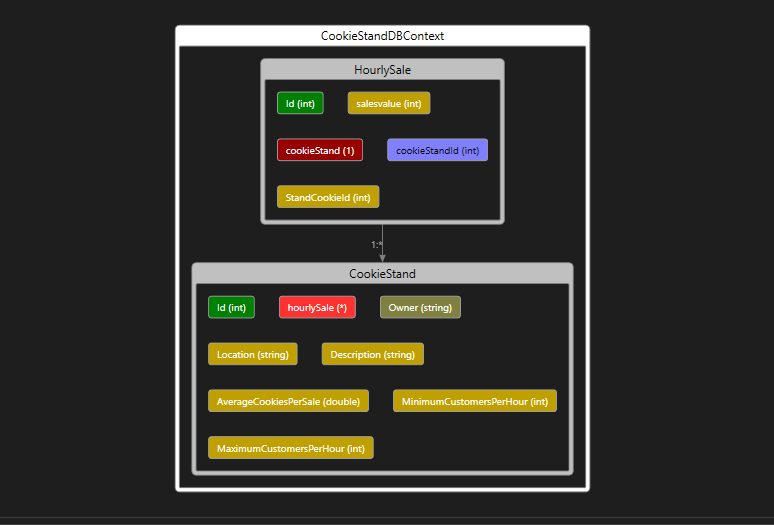 CookieStandDBContext
HourlySale
Id (int) salesvalue (int)
cookieStand (1) cookieStandId (int)
StandCookieId (int)
1:*
CookieStand
Id (int) hourlySale (*) Owner (string)
Location (string) Description (string)
AverageCookiesPerSale (double) MinimumCustomersPerHour (int)
MaximumCustomersPerHour (int)